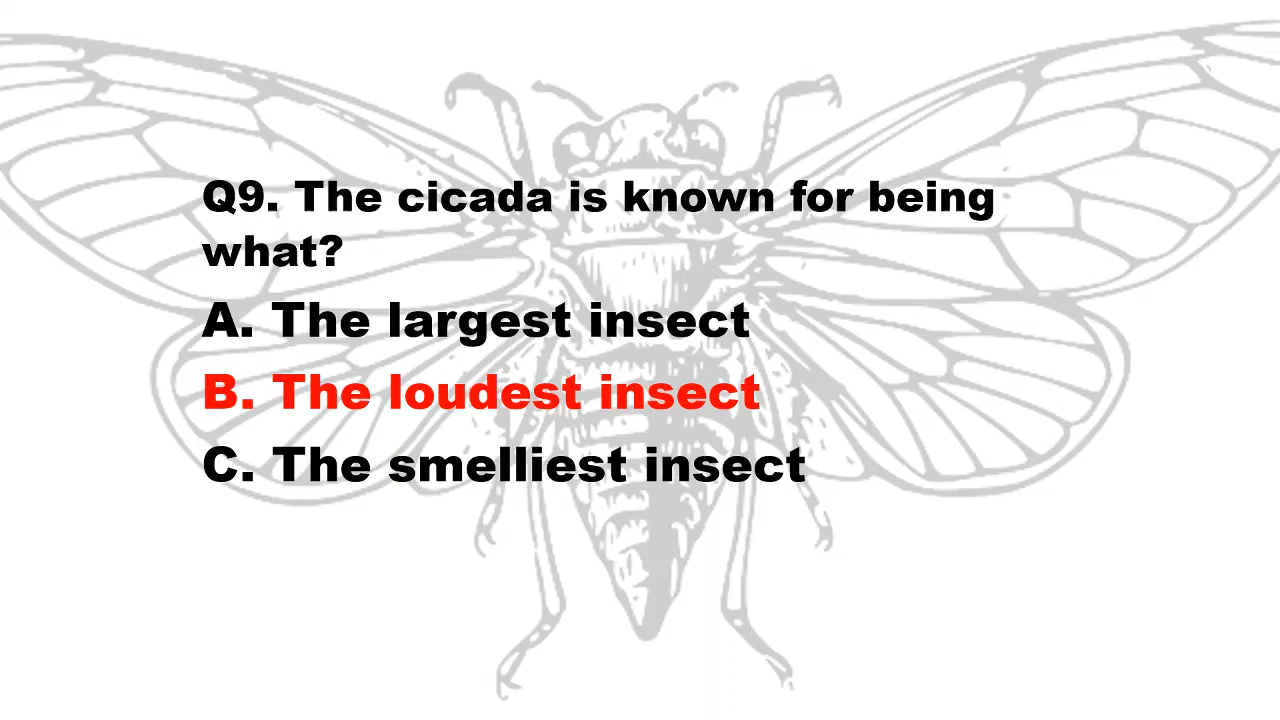 Q9. The cicada is known for being
what?
A. The largest insect
B. The loudest insect
C. The smelliest insect